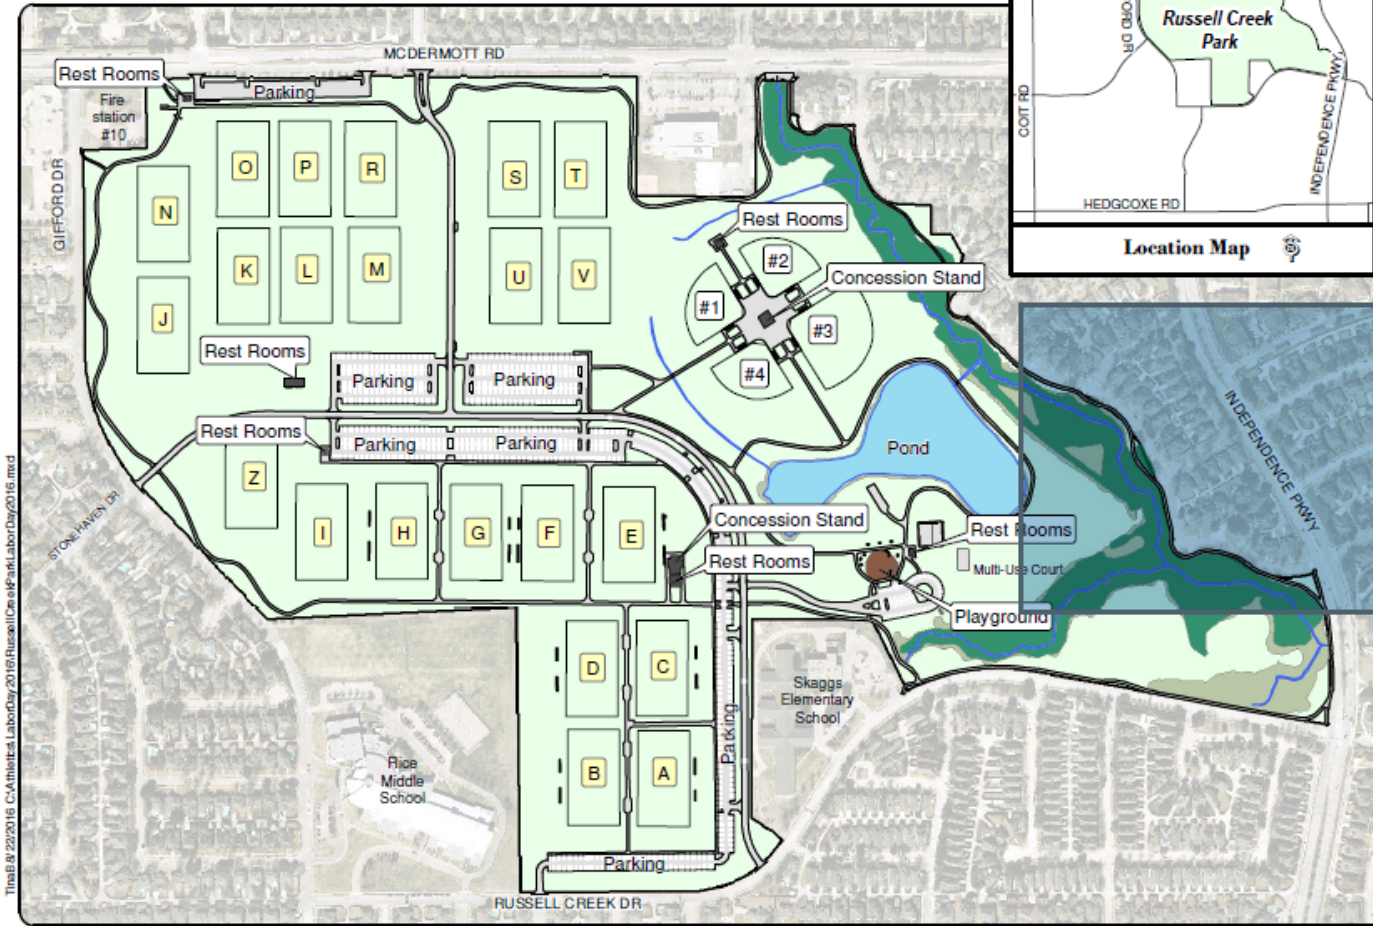 MCDERMOTT RD
Russell Creek
Park
COIT RD
INDEPENDENCE PKWY
HEDGCOXE RD
Location Map
Rest Rooms
Parking
Fire
station
#10
GIFFORD DR
O
P
R
S
T
N
K
L
M
U
V
J
Rest Rooms
#2
Concession Stand
#1
#3
#4
Rest Rooms
Parking
Parking
Rest Rooms
Parking
Parking
Pond
INDEPENDENCE PKWY
Z
STONEHAVEN DR
I
H
G
F
E
Concession Stand
Rest Rooms
Rest Rooms
Multi-Use Court
Playground
D
C
Skaggs
Elementary
School
Parking
Rice
Middle
School
B
A
Parking
RUSSELL CREEK DR